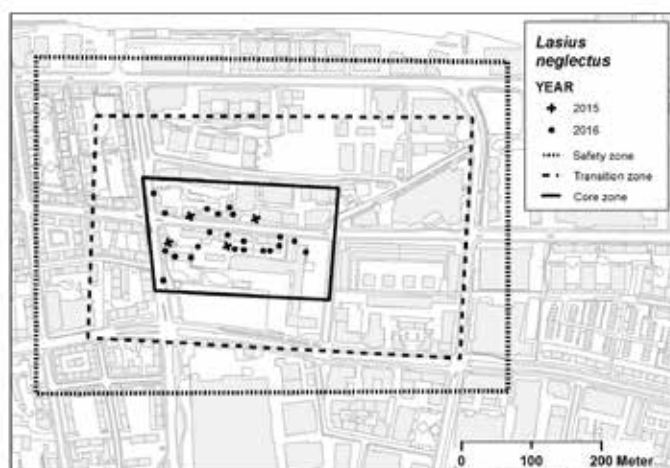 Lasius
neglectus
YEAR
2015
2016
Safety zone
Transition zone
Core zone
0 100 200 Meter